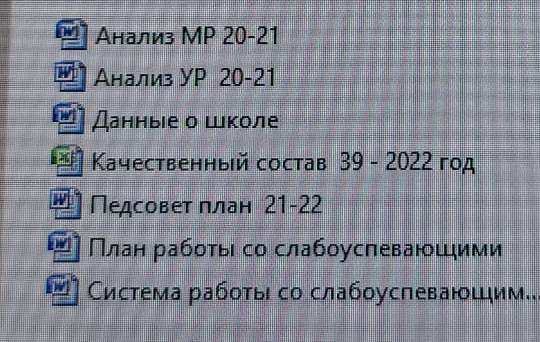 Анализ МР 20-21
Анализ УР 20-21
Данные о школе
Качественный состав 39 - 2022 год
Педсовет план 21-22
План работы со слабоуспевающими
Система работы со слабоуспевающим...